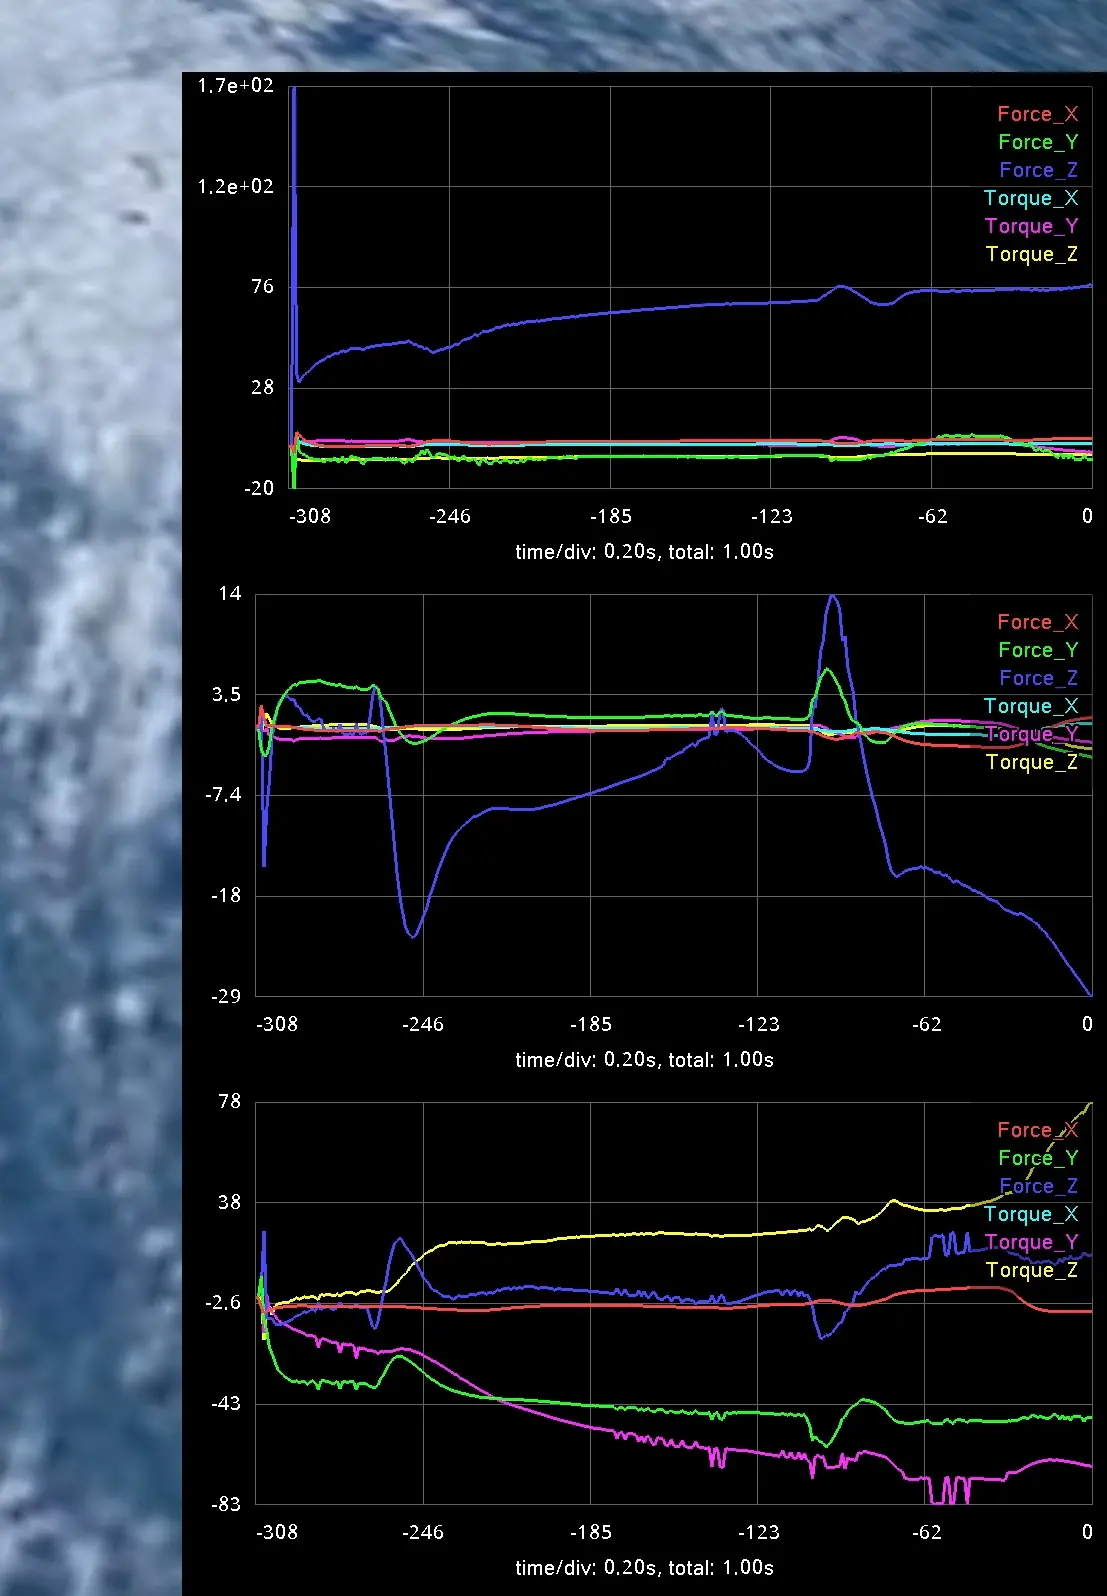 1.7e+02
Force_X
Force_Y
Force_Z
1.2e+02
Torque_X
Torque_Y
Torque_Z
76
28
-20
-308 -246 -185 -123 -62 0
time/div: 0.20s, total: 1.00s
14
Force_X
Force_Y
Force_Z
3.5
Torque_X
Torque_Y
Torque_Z
-7.4
-18
-29
-308 -246 -185 -123 -62 0
time/div: 0.20s, total: 1.00s
78
Force_X
Force_Y
Force_Z
38
Torque_X
Torque_Y
Torque_Z
-2.6
-43
-83
-308 -246 -185 -123 -62 0
time/div: 0.20s, total: 1.00s